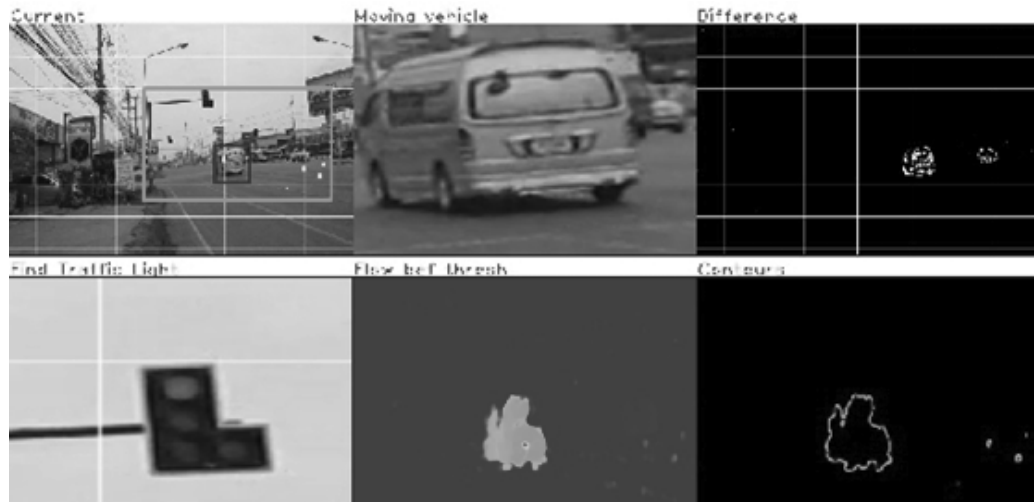 Current
Moving vehicle
Difference
Find Traffic Light
Flow bef thresh
Contours